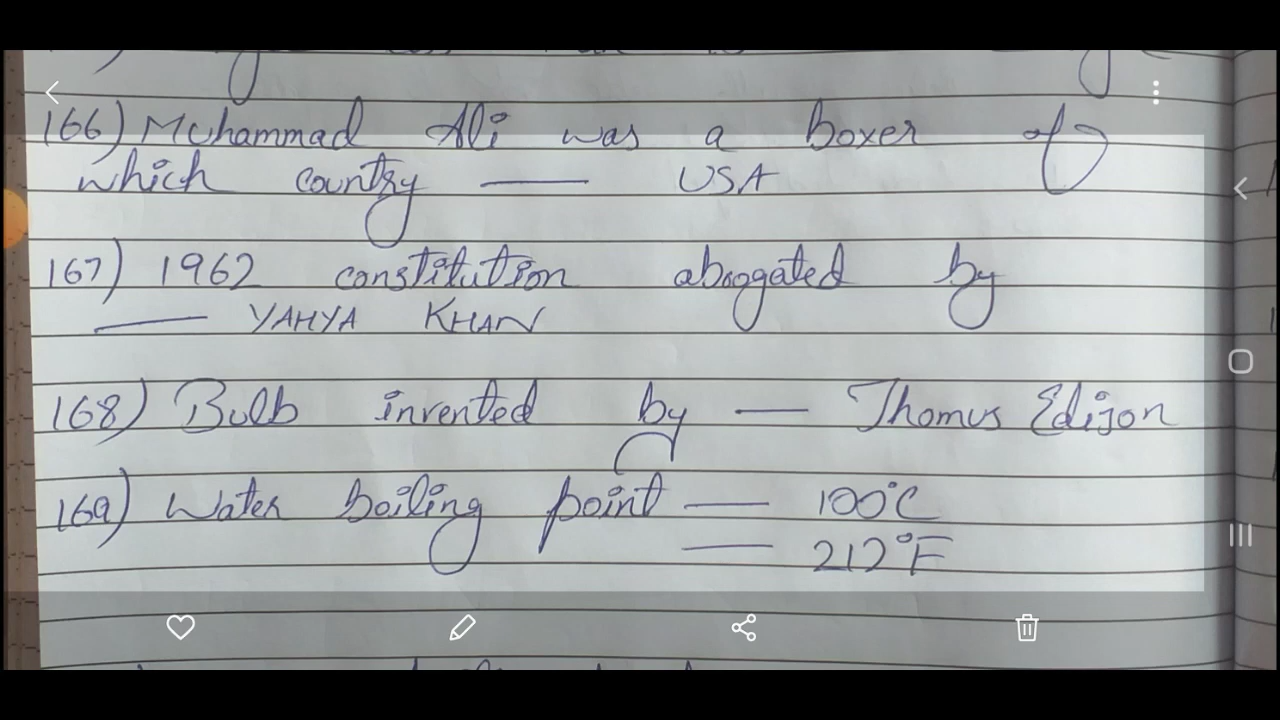 166) Muhammad Ali was a boxer of
which country — USA
167) 1962 constitution abrogated by
— YAHYA KHAN
168) Bulb invented by — Thomus Edison
169) Water boiling point — 100°C
— 212°F